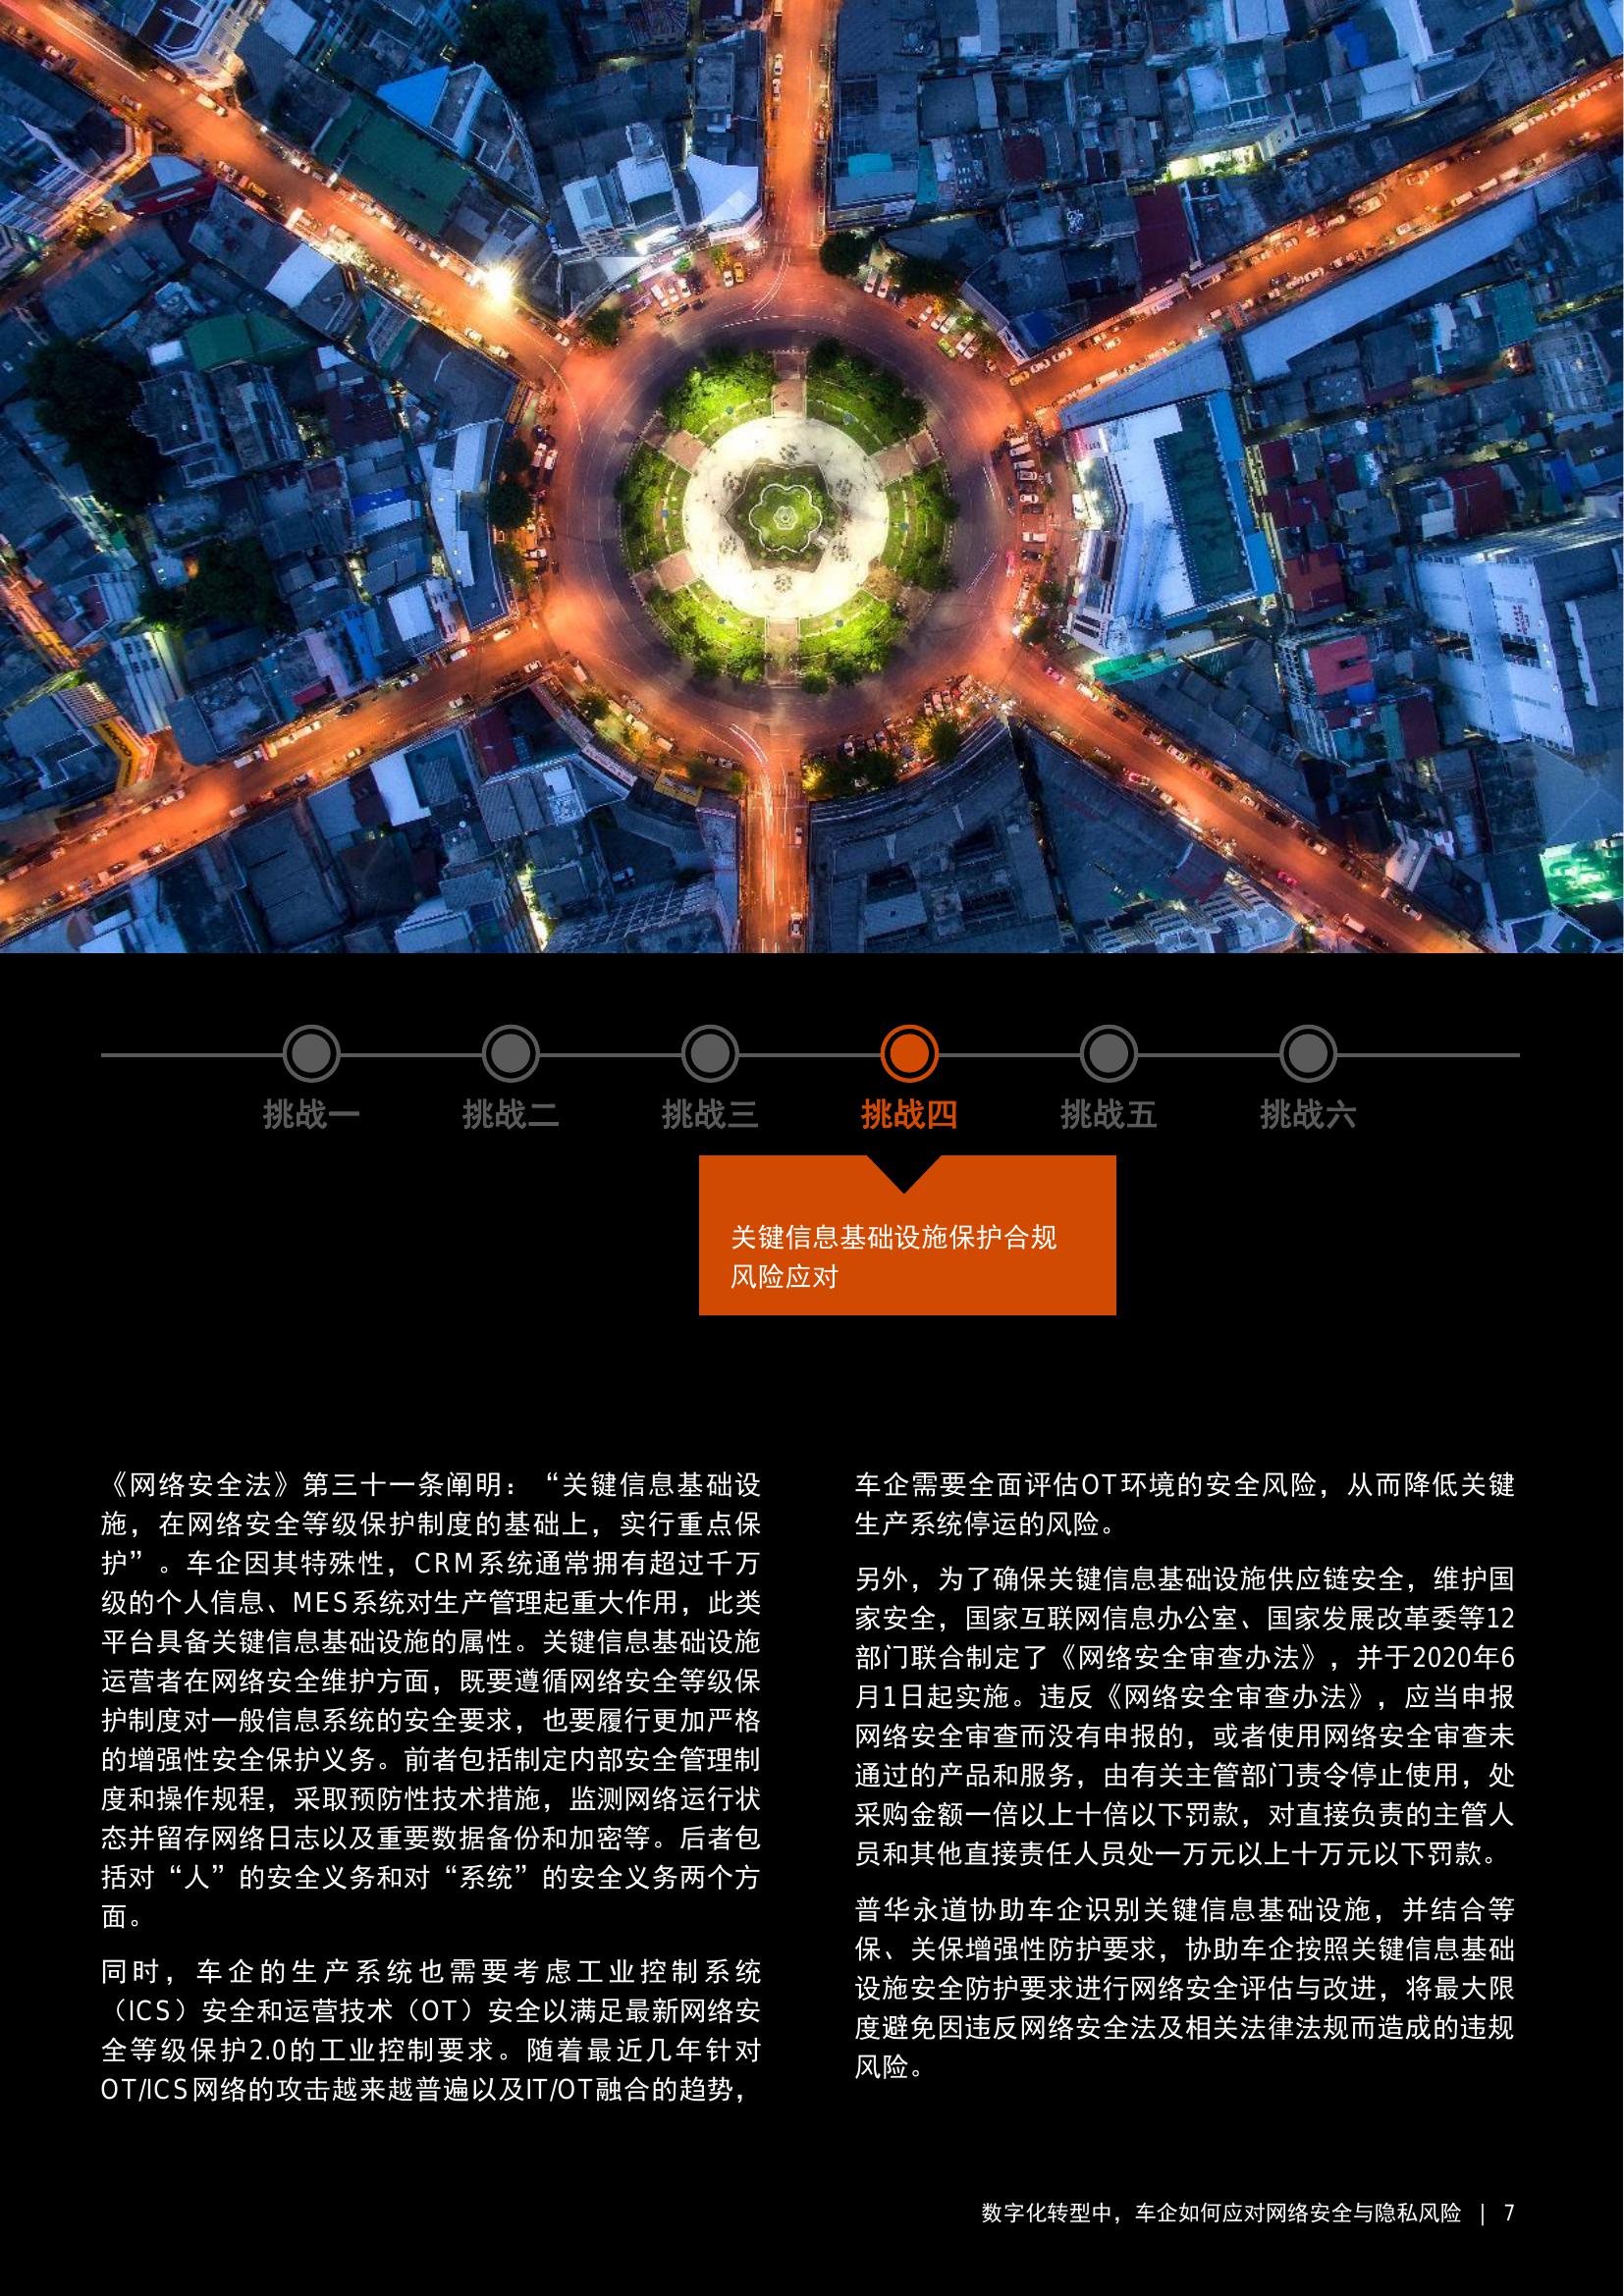 挑战一
挑战二
挑战三
挑战四
挑战五
挑战六
关键信息基础设施保护合规
风险应对
《网络安全法》第三十一条阐明：“关键信息基础设
施，在网络安全等级保护制度的基础上，实行重点保
护”。车企因其特殊性，CRM系统通常拥有超过千万
级的个人信息、MES系统对生产管理起重大作用，此类
平台具备关键信息基础设施的属性。关键信息基础设施
运营者在网络安全维护方面，既要遵循网络安全等级保
护制度对一般信息系统的安全要求，也要履行更加严格
的增强性安全保护义务。前者包括制定内部安全管理制
度和操作规程，采取预防性技术措施，监测网络运行状
态并留存网络日志以及重要数据备份和加密等。后者包
括对“人”的安全义务和对“系统”的安全义务两个方
面。
同时，车企的生产系统也需要考虑工业控制系统
（ICS）安全和运营技术（OT）安全以满足最新网络安
全等级保护2.0的工业控制要求。随着最近几年针对
OT/ICS网络的攻击越来越普遍以及IT/OT融合的趋势，
车企需要全面评估OT环境的安全风险，从而降低关键
生产系统停运的风险。
另外，为了确保关键信息基础设施供应链安全，维护国
家安全，国家互联网信息办公室、国家发展改革委等12
部门联合制定了《网络安全审查办法》，并于2020年6
月1日起实施。违反《网络安全审查办法》，应当申报
网络安全审查而没有申报的，或者使用网络安全审查未
通过的产品和服务，由有关主管部门责令停止使用，处
采购金额一倍以上十倍以下罚款，对直接负责的主管人
员和其他直接责任人员处一万元以上十万元以下罚款。
普华永道协助车企识别关键信息基础设施，并结合等
保、关保增强性防护要求，协助车企按照关键信息基础
设施安全防护要求进行网络安全评估与改进，将最大限
度避免因违反网络安全法及相关法律法规而造成的违规
风险。
数字化转型中，车企如何应对网络安全与隐私风险 | 7